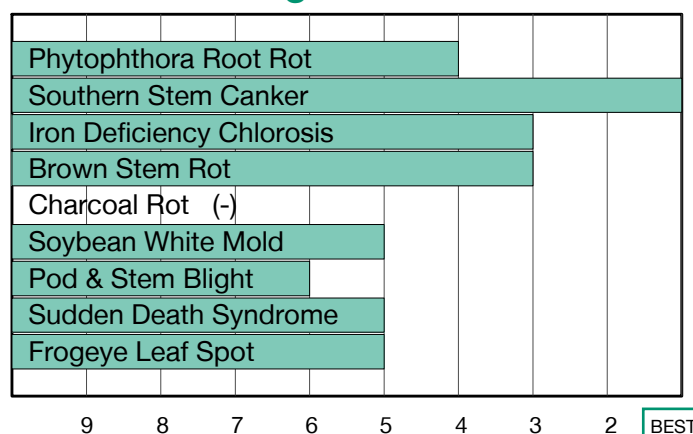 Phytophthora Root Rot
Southern Stem Canker
Iron Deficiency Chlorosis
Brown Stem Rot
Charcoal Rot (-)
Soybean White Mold
Pod & Stem Blight
Sudden Death Syndrome
Frogeye Leaf Spot
9 8 7 6 5 4 3 2 BEST